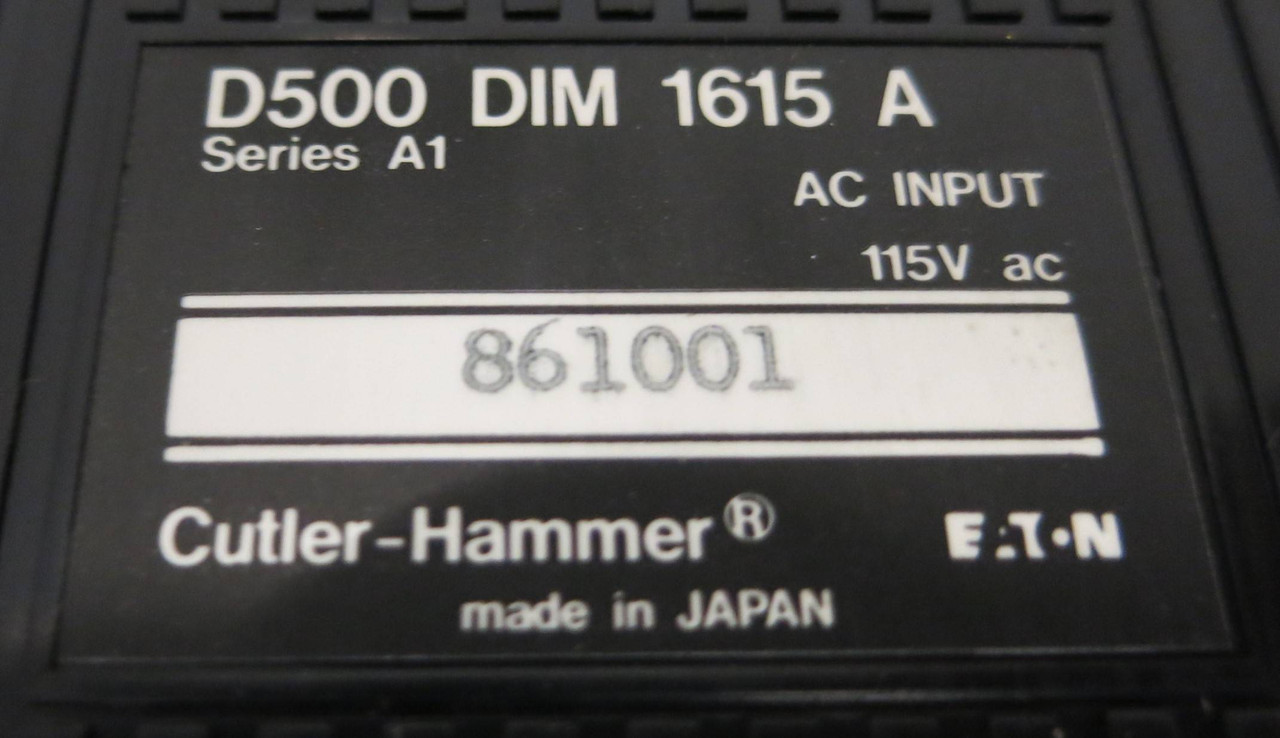 D500 DIM 1615 A
Series A1
AC INPUT
115V ac
861001
Cutler-Hammer® E·T·N
made in JAPAN